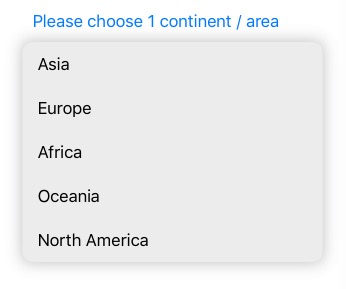 Please choose 1 continent / area
Asia
Europe
Africa
Oceania
North America